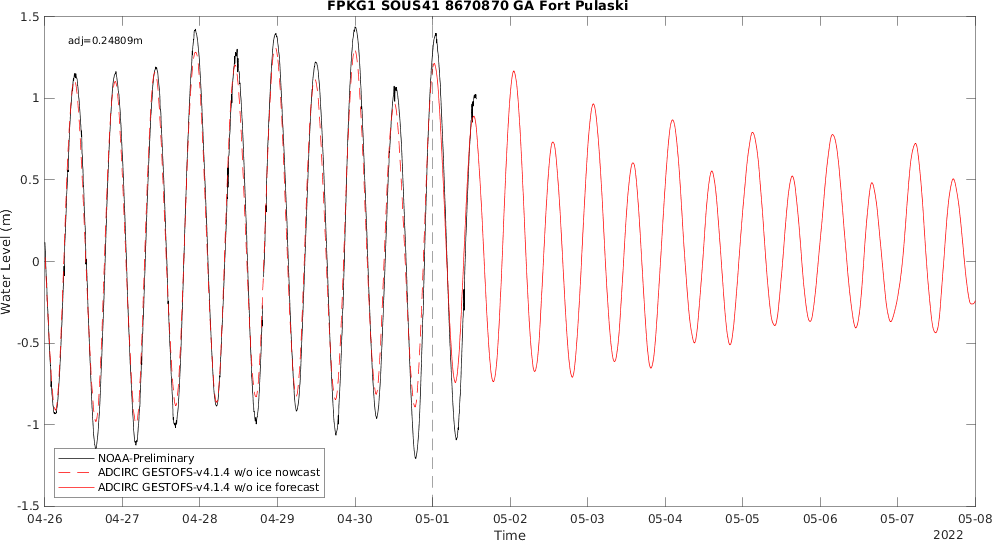 FPKG1 SOUS41 8670870 GA Fort Pulaski
adj=0.24809m
1.5
1
0.5
0
-0.5
-1
-1.5
Water Level (m)
NOAA-Preliminary
ADCIRC GESTOFS-v4.1.4 w/o ice nowcast
ADCIRC GESTOFS-v4.1.4 w/o ice forecast
04-26 04-27 04-28 04-29 04-30 05-01 05-02 05-03 05-04 05-05 05-06 05-07 05-08
Time
2022